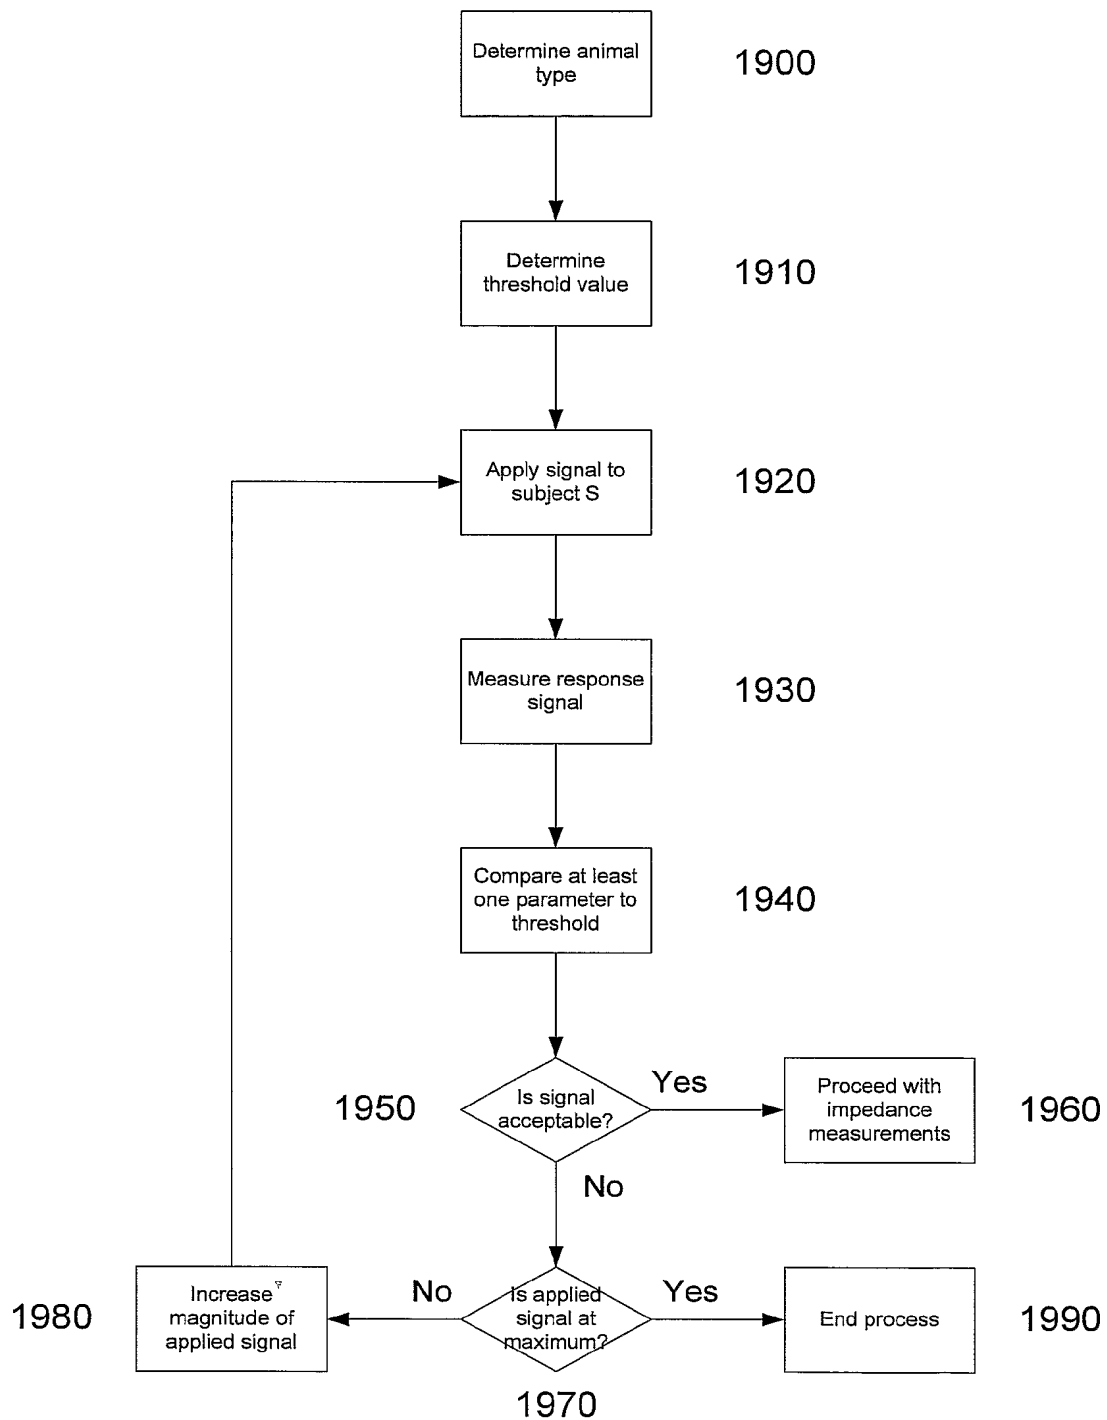 Determine animal
type
1900
Determine
threshold value
1910
Apply signal to
subject S
1920
Measure response
signal
1930
Compare at least
one parameter to
threshold
1940
1950
Is signal
acceptable?
Yes
Proceed with
impedance
measurements
1960
No
1980
Increase
magnitude of
applied signal
No
Is applied
signal at
maximum?
Yes
End process
1990
1970